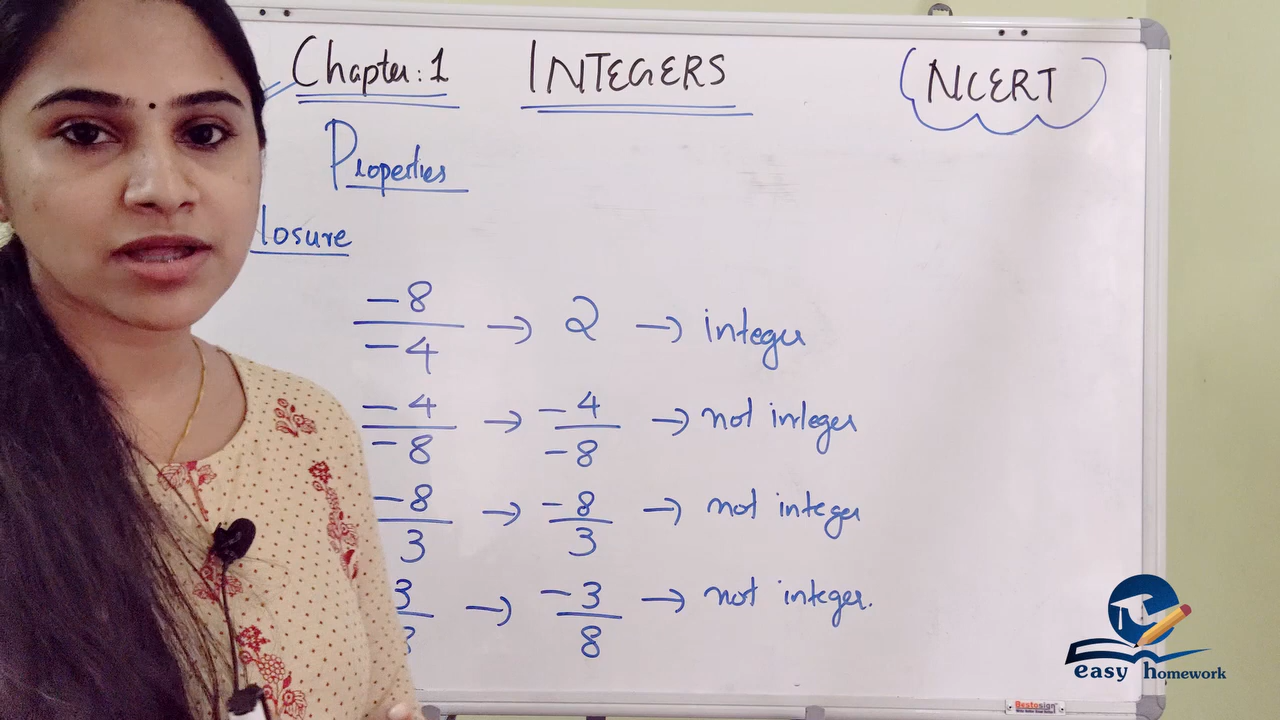 Chapter: 1 INTEGERS NCERT
Properties
losure
-8/-4 → 2 → integer
-4/-8 → -4/-8 → not integer
-8/3 → -8/3 → not integer
3/ → -3/8 → not integer.
easy homework
Bestosign